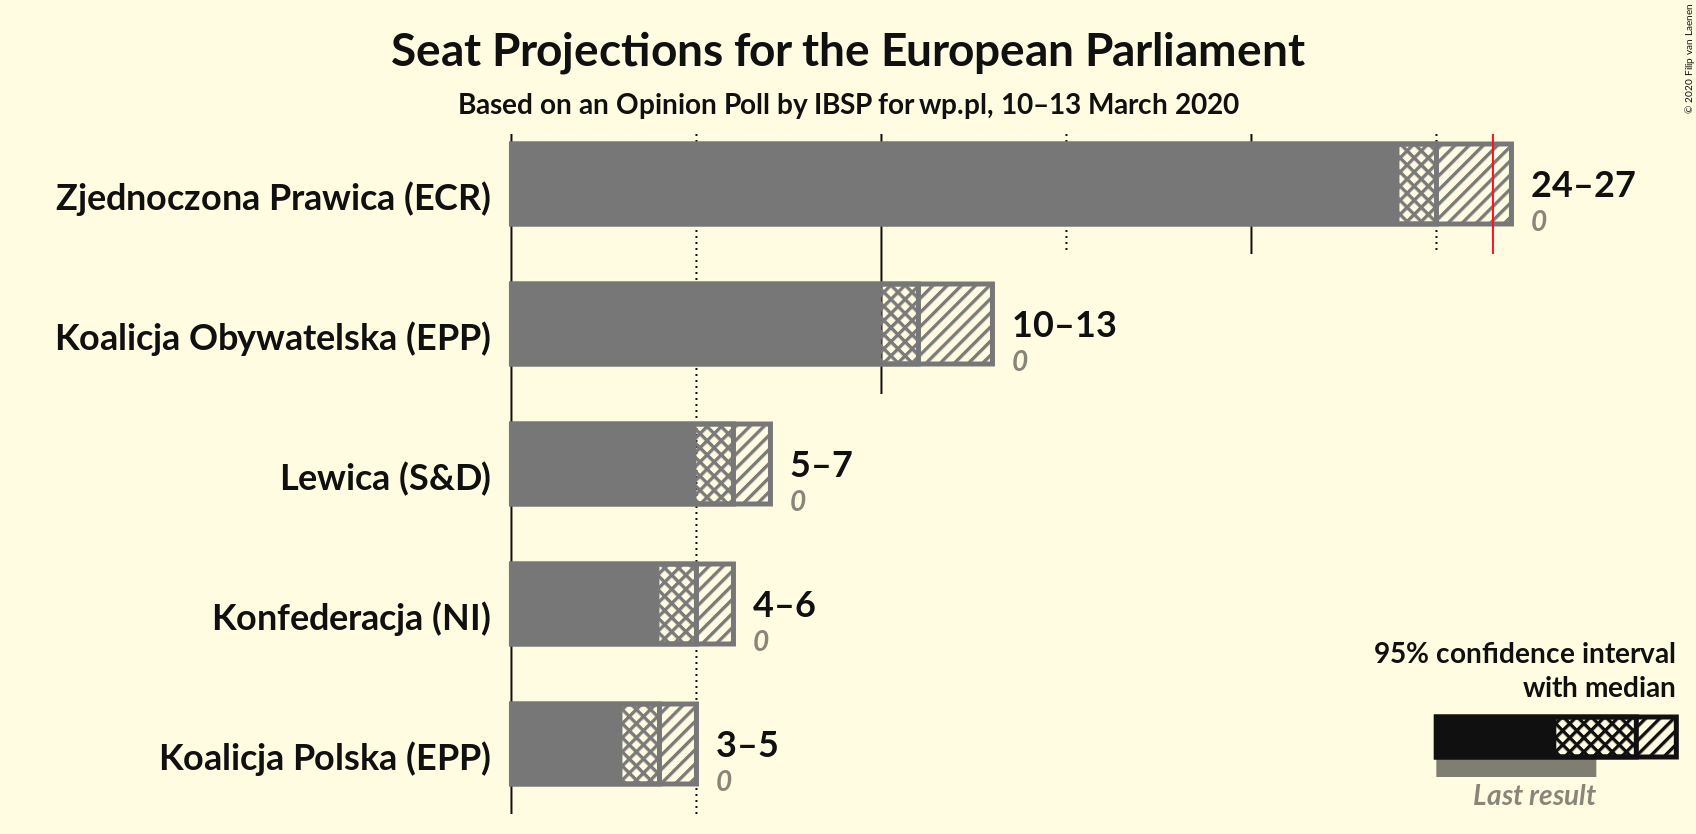 Seat Projections for the European Parliament
Based on an Opinion Poll by IBSP for wp.pl, 10–13 March 2020
© 2020 Filip van Laenen
Zjednoczona Prawica (ECR)
24–27
0
Koalicja Obywatelska (EPP)
10–13
0
Lewica (S&D)
5–7
0
Konfederacja (NI)
4–6
0
Koalicja Polska (EPP)
3–5
0
95% confidence interval
with median
Last result